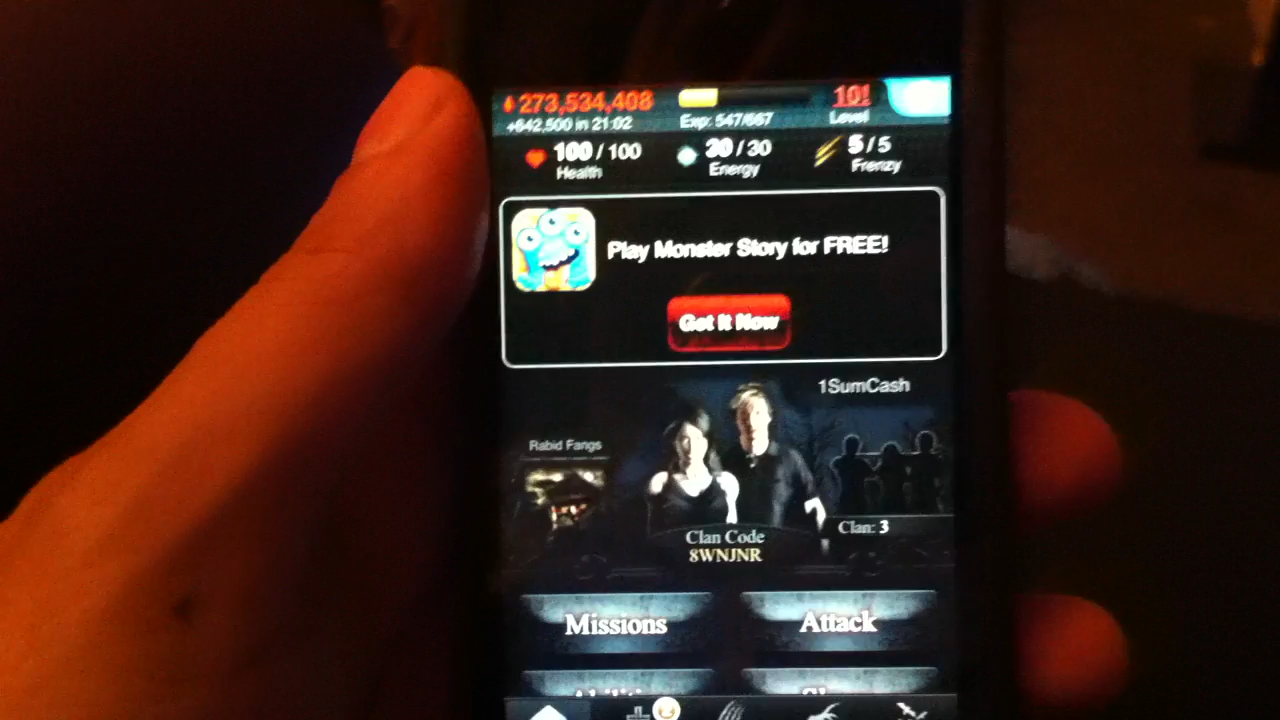 273,534,408
10!
+642,500 in 21:02
Exp: 547/667
Level
100 / 100
30 / 30
5 / 5
Health
Energy
Frenzy
Play Monster Story for FREE!
Get It Now
1SumCash
Rabid Fangs
Clan: 3
Clan Code
8WNJNR
Missions
Attack